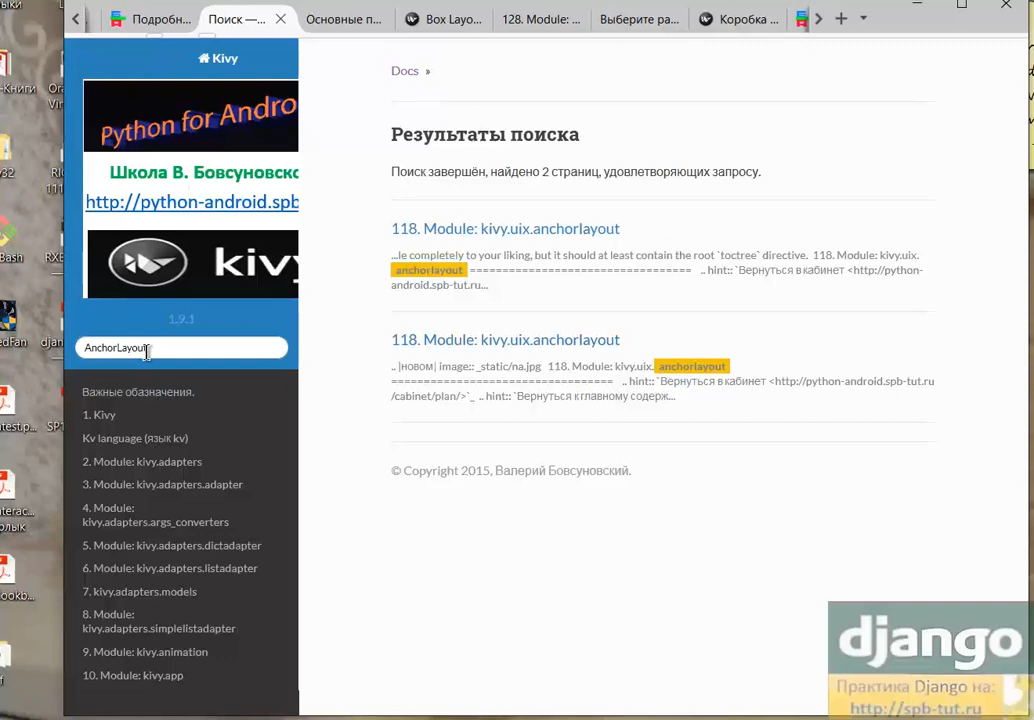 Подробн...
Поиск —...
Основные п...
Box Layo...
128. Module: ...
Выберите ра...
Коробка ...
Kivy
Python for Andro
Школа В. Бовсуновско
http://python-android.spb
kiv
1.9.1
AnchorLayout
Важные обозначения.
1. Kivy
Kv language (язык kv)
2. Module: kivy.adapters
3. Module: kivy.adapters.adapter
4. Module:
kivy.adapters.args_converters
5. Module: kivy.adapters.dictadapter
6. Module: kivy.adapters.listadapter
7. kivy.adapters.models
8. Module:
kivy.adapters.simplelistadapter
9. Module: kivy.animation
10. Module: kivy.app
Docs »
Результаты поиска
Поиск завершён, найдено 2 страниц, удовлетворяющих запросу.
118. Module: kivy.uix.anchorlayout
...le completely to your liking, but it should at least contain the root `toctree` directive. 118. Module: kivy.uix.
anchorlayout ================================== .. hint:: `Вернуться в кабинет <http://python-
android.spb-tut.ru...
118. Module: kivy.uix.anchorlayout
.. |новом| image:: _static/na.jpg 118. Module: kivy.uix. anchorlayout
================================== .. hint:: `Вернуться в кабинет <http://python-android.spb-tut.ru
/cabinet/plan/>`_ .. hint:: `Вернуться к главному содерж...
© Copyright 2015, Валерий Бовсуновский.
django
Практика Django на:
http://spb-tut.ru
-Книги
Bash